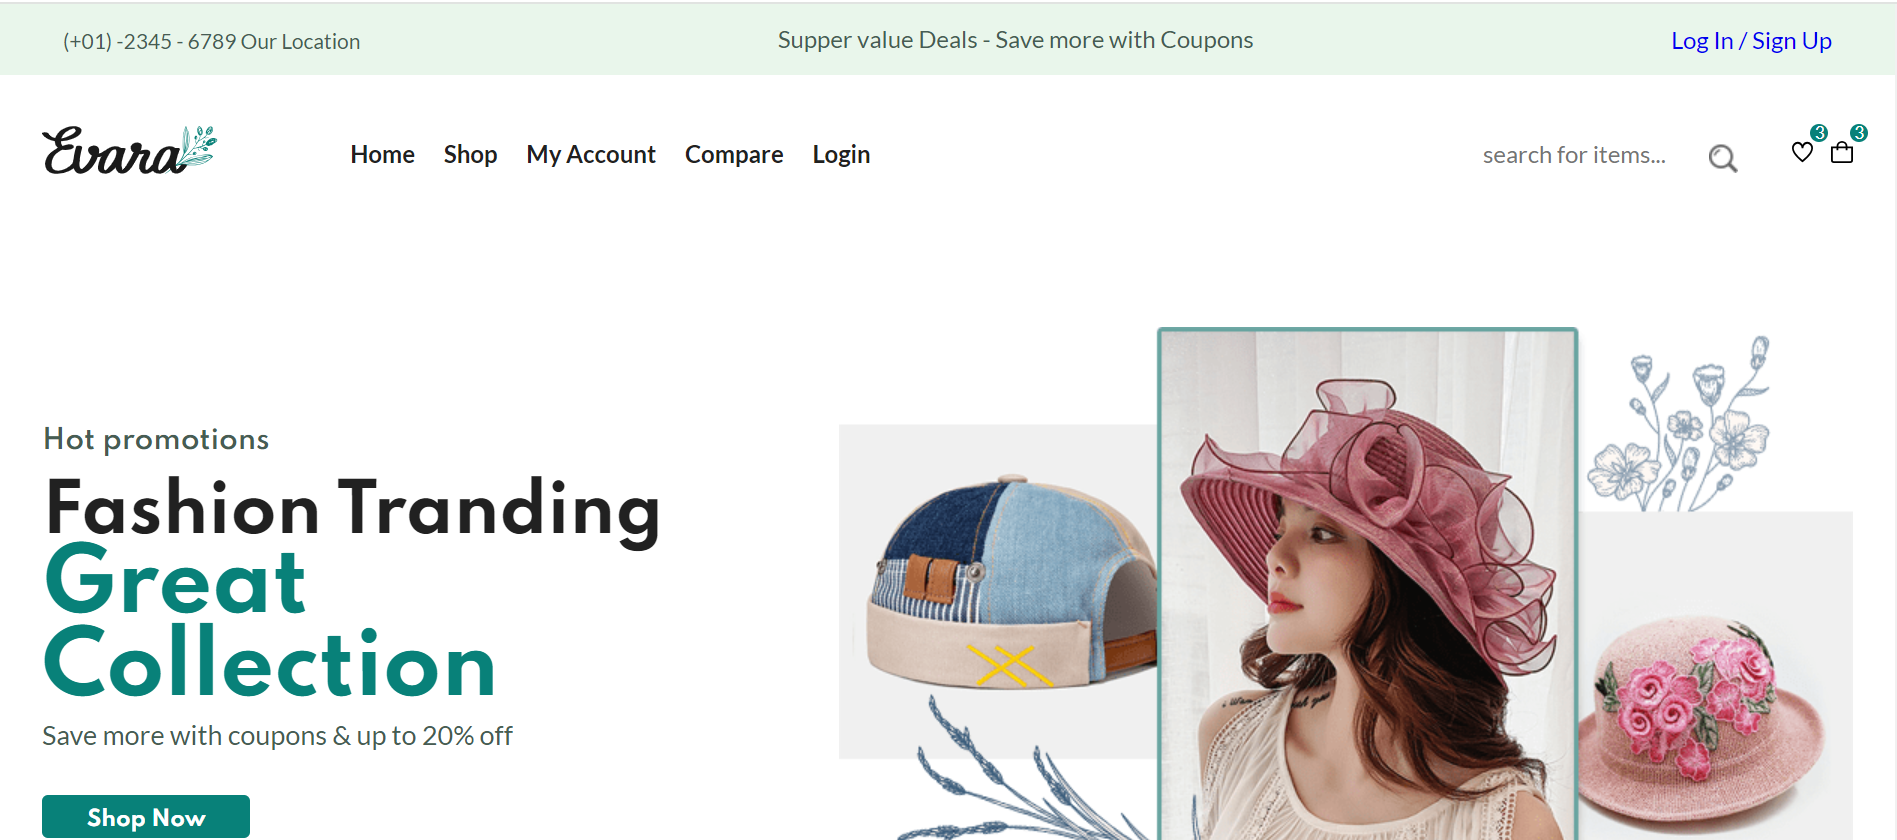 (+01) -2345 - 6789 Our Location
Supper value Deals - Save more with Coupons
Log In / Sign Up
Evara
Home Shop My Account Compare Login
search for items...
3 3
Hot promotions
Fashion Tranding
Great
Collection
Save more with coupons & up to 20% off
Shop Now